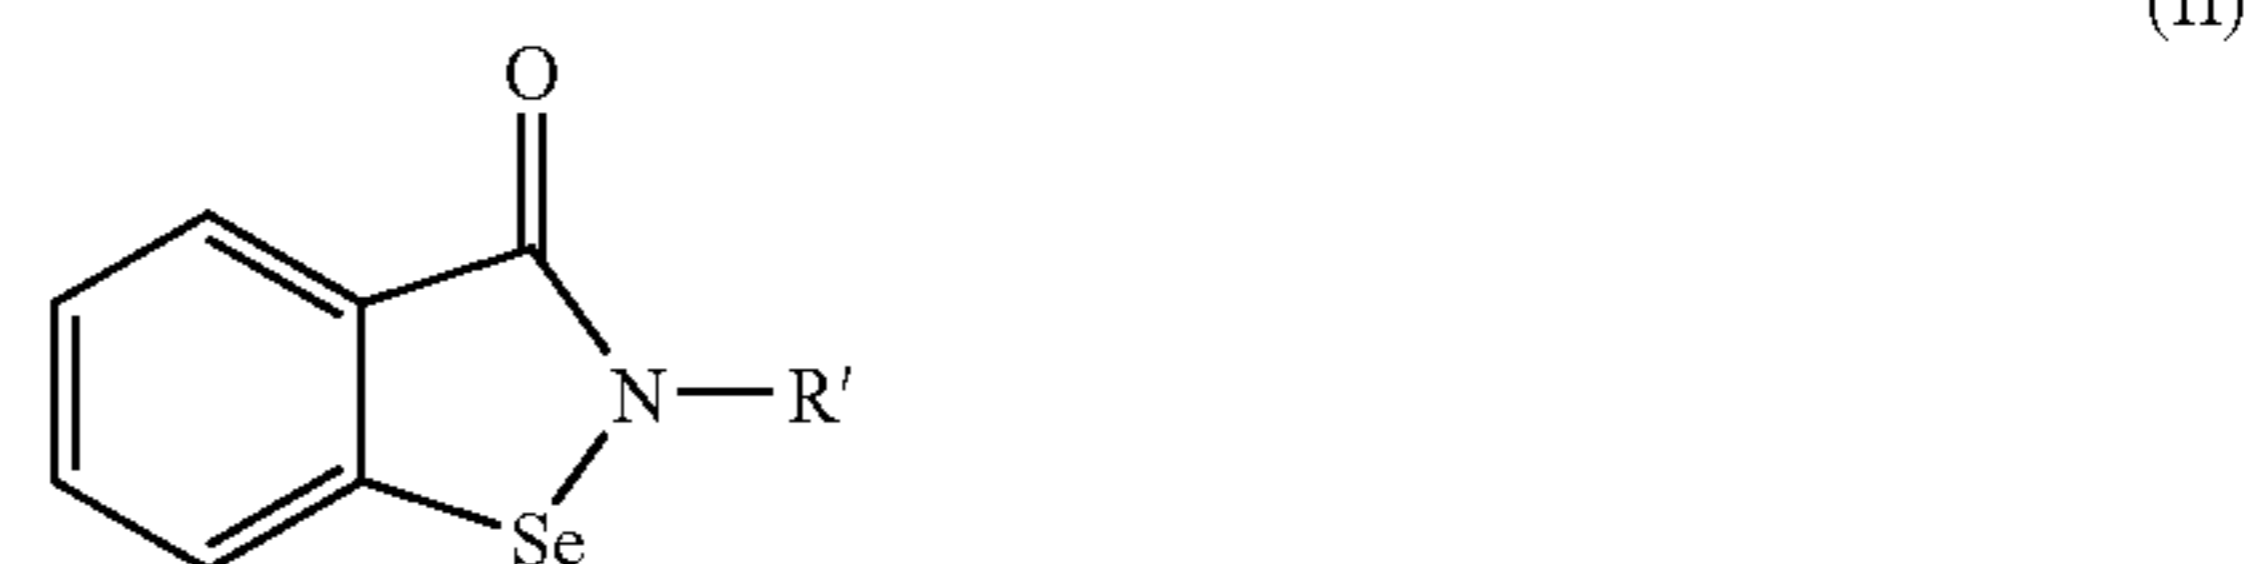 (II)
O
N—R'
Se